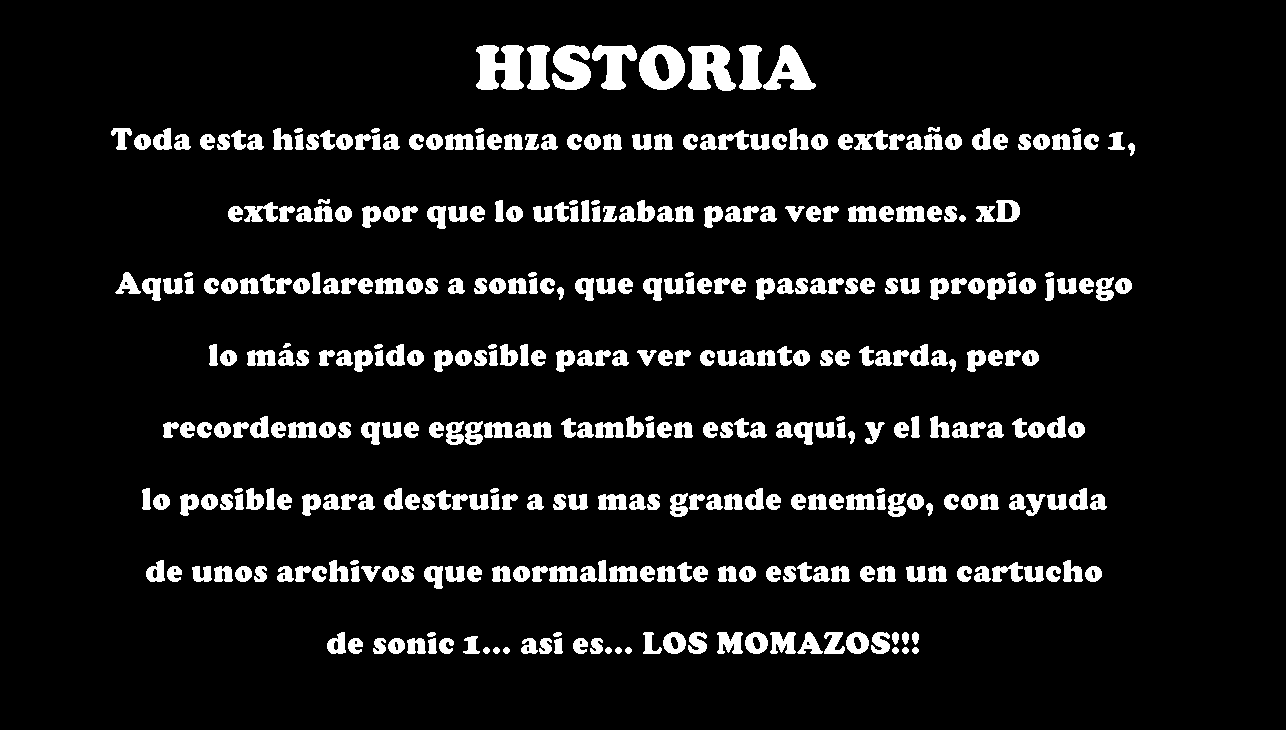 HISTORIA
Toda esta historia comienza con un cartucho extraño de sonic 1,
extraño por que lo utilizaban para ver memes. xD
Aqui controlaremos a sonic, que quiere pasarse su propio juego
lo más rapido posible para ver cuanto se tarda, pero
recordemos que eggman tambien esta aqui, y el hara todo
lo posible para destruir a su mas grande enemigo, con ayuda
de unos archivos que normalmente no estan en un cartucho
de sonic 1... asi es... LOS MOMAZOS!!!